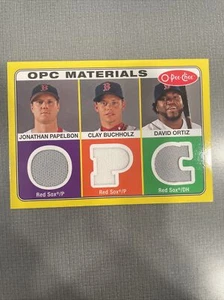 OPC MATERIALS
O-Pee-Chee
JONATHAN PAPELBON
CLAY BUCHHOLZ
DAVID ORTIZ
O P C
Red Sox®/P
Red Sox®/P
Red Sox®/DH